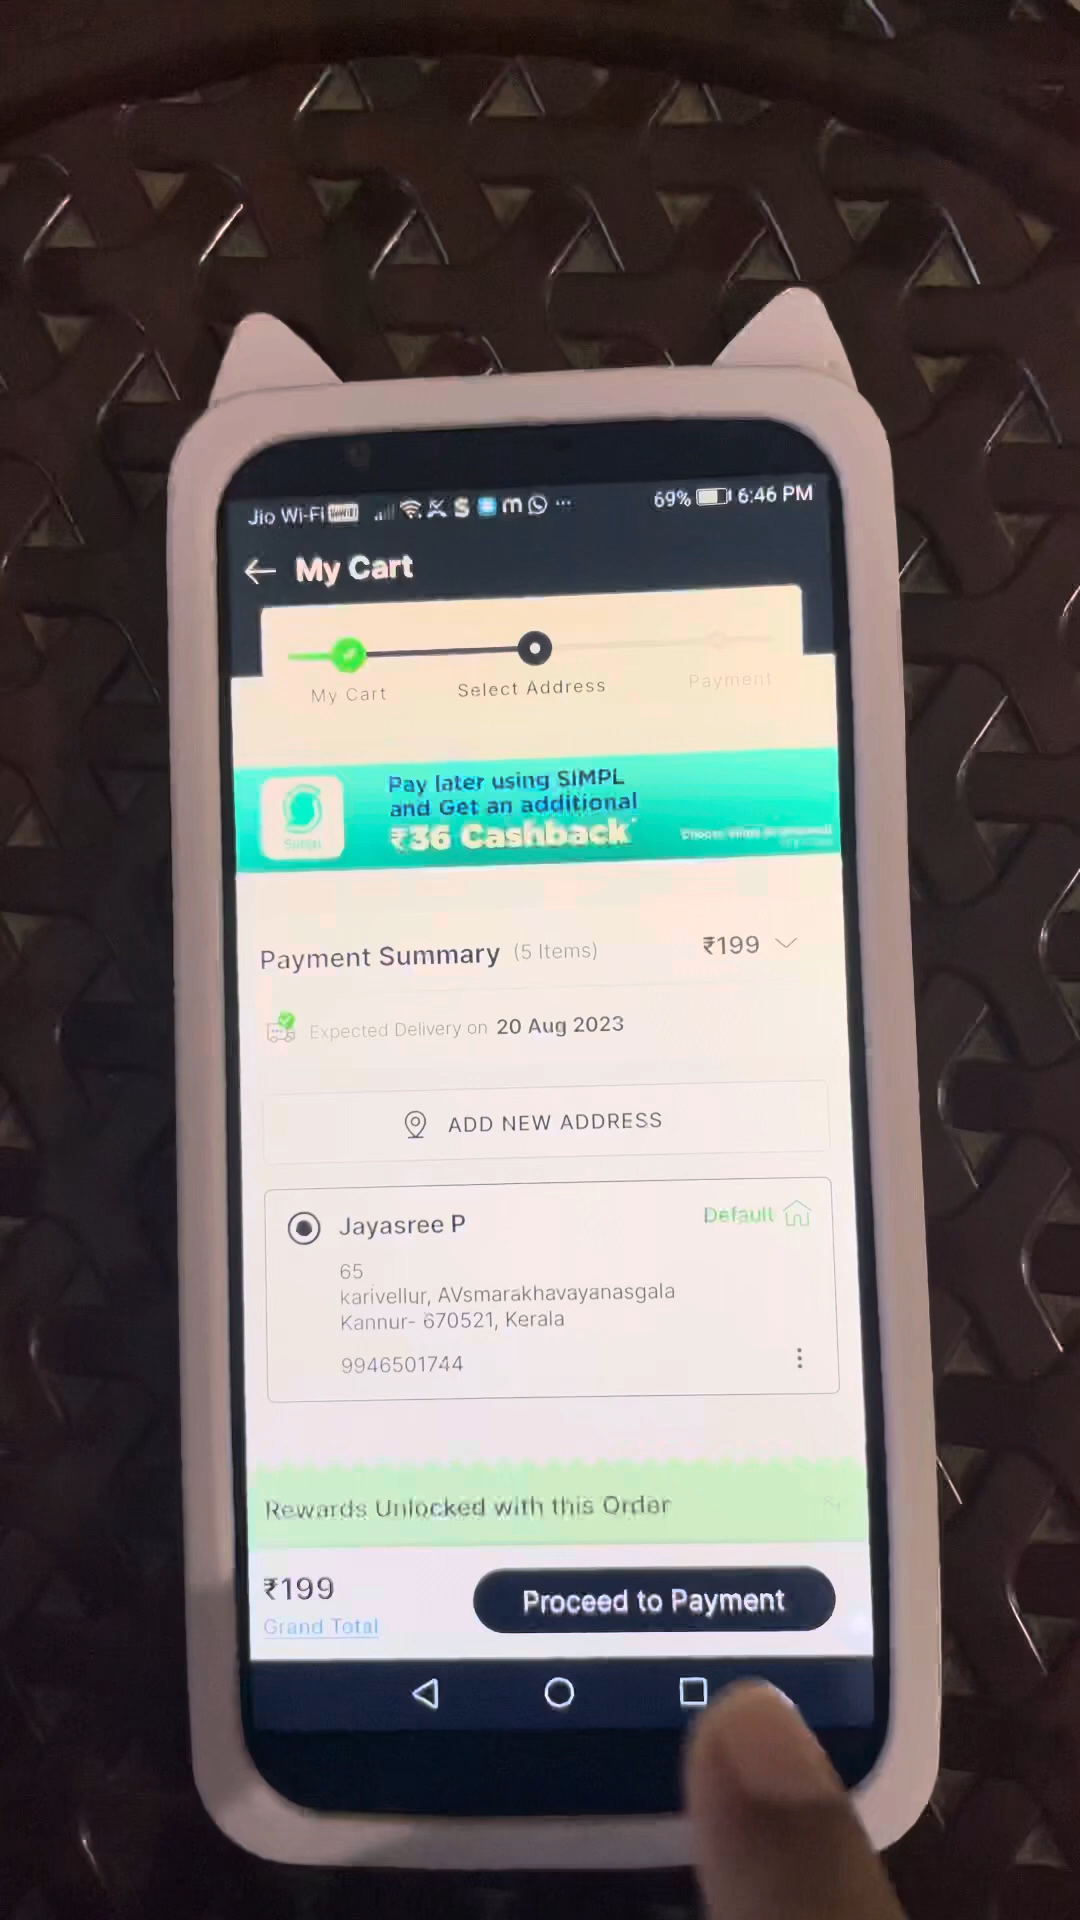 Jio Wi-Fi
69% 6:46 PM
My Cart
My Cart
Select Address
Payment
Pay later using SIMPL
and Get an additional
₹36 Cashback*
Payment Summary (5 Items) ₹199
Expected Delivery on 20 Aug 2023
ADD NEW ADDRESS
Jayasree P
Default
65
karivellur, AVsmarakhavayanasgala
Kannur- 670521, Kerala
9946501744
Rewards Unlocked with this Order
₹199
Grand Total
Proceed to Payment